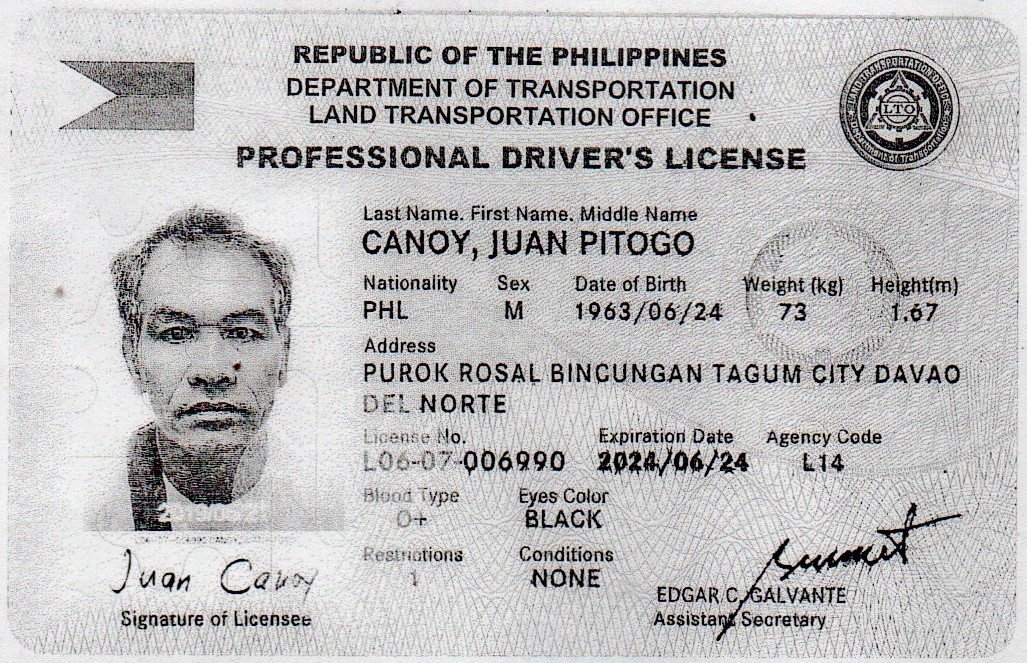 REPUBLIC OF THE PHILIPPINES
DEPARTMENT OF TRANSPORTATION
LAND TRANSPORTATION OFFICE
PROFESSIONAL DRIVER'S LICENSE
LTO
Last Name. First Name. Middle Name
CANOY, JUAN PITOGO
Nationality Sex Date of Birth Weight (kg) Height(m)
PHL M 1963/06/24 73 1.67
Address
PUROK ROSAL BINCUNGAN TAGUM CITY DAVAO
DEL NORTE
License No. Expiration Date Agency Code
L06-07-006990 2024/06/24 L14
Blood Type Eyes Color
O+ BLACK
Restrictions Conditions
1 NONE
Juan Canoy
Signature of Licensee
EDGAR C. GALVANTE
Assistant Secretary